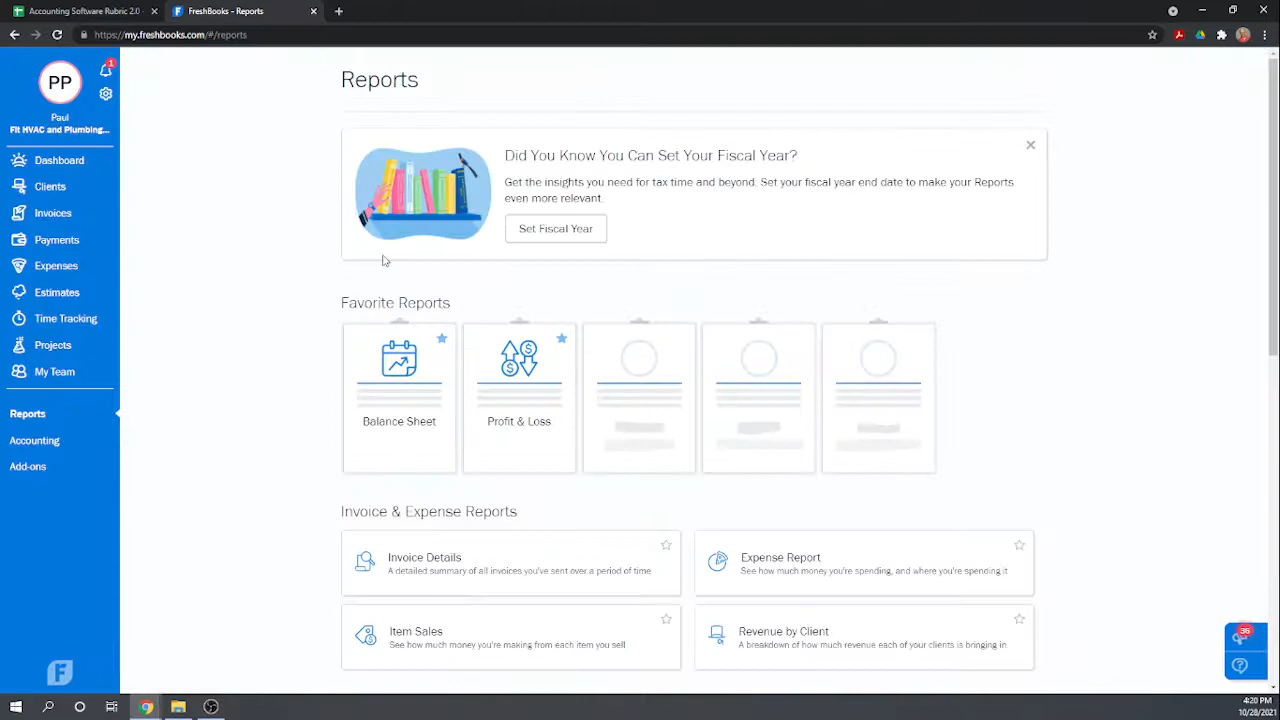 Accounting Software Rubric 2.0 -
FreshBooks - Reports
https://my.freshbooks.com/#/reports
PP
1
Paul
Fit HVAC and Plumbing...
Dashboard
Clients
Invoices
Payments
Expenses
Estimates
Time Tracking
Projects
My Team
Reports
Accounting
Add-ons
F
Reports
Did You Know You Can Set Your Fiscal Year?
Get the insights you need for tax time and beyond. Set your fiscal year end date to make your Reports
even more relevant.
Set Fiscal Year
Favorite Reports
Balance Sheet
Profit & Loss
Invoice & Expense Reports
Invoice Details
A detailed summary of all invoices you've sent over a period of time
Expense Report
See how much money you're spending, and where you're spending it
Item Sales
See how much money you're making from each item you sell
Revenue by Client
A breakdown of how much revenue each of your clients is bringing in
36
4:20 PM
10/28/2021